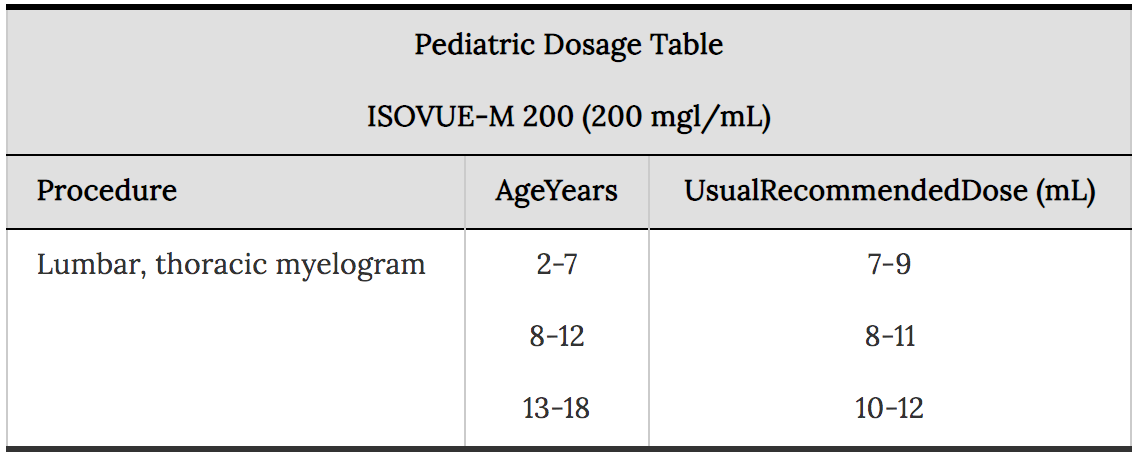 Pediatric Dosage Table
ISOVUE-M 200 (200 mgl/mL)
Procedure AgeYears UsualRecommendedDose (mL)
Lumbar, thoracic myelogram 2-7 7-9
8-12 8-11
13-18 10-12